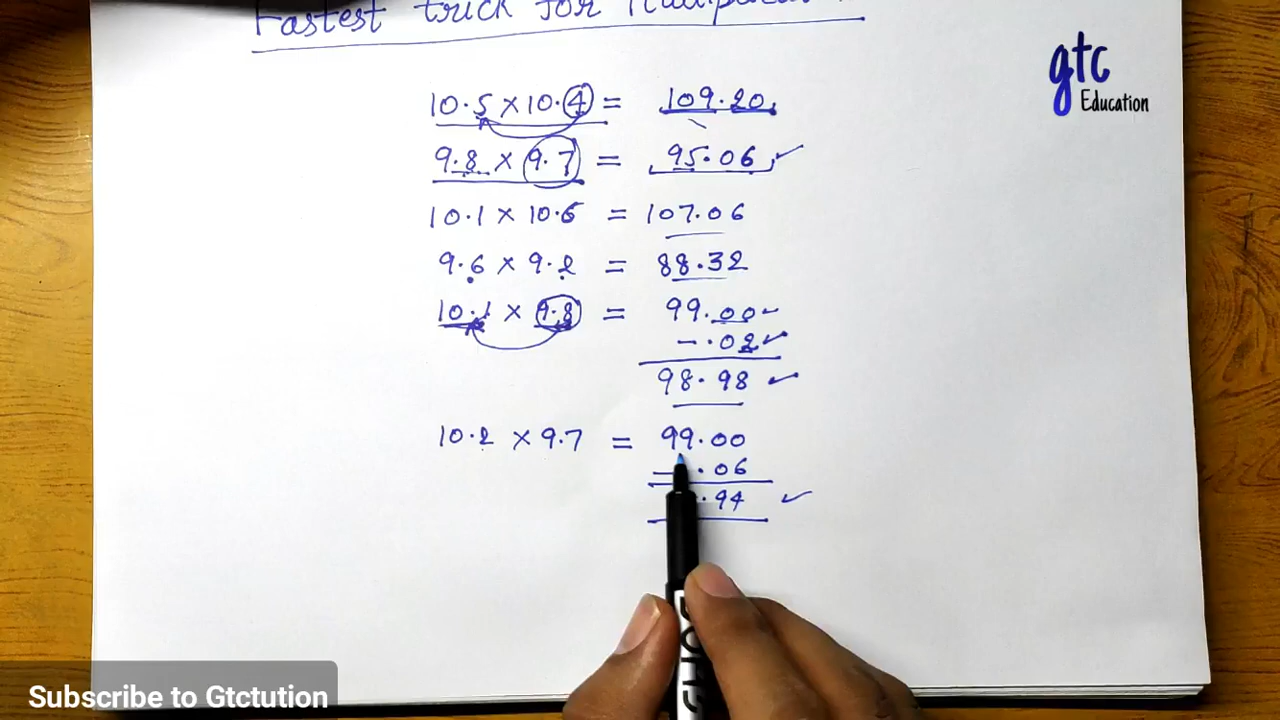 Fastest trick for
gtc
Education
10.5 × 10.4 = 109.20
9.8 × 9.7 = 95.06 ✓
10.1 × 10.6 = 107.06
9.6 × 9.2 = 88.32
10.1 × 9.8 = 99.00 ✓
- .02 ✓
98.98 ✓
10.2 × 9.7 = 99.00
- .06
.94 ✓
Subscribe to Gtctution